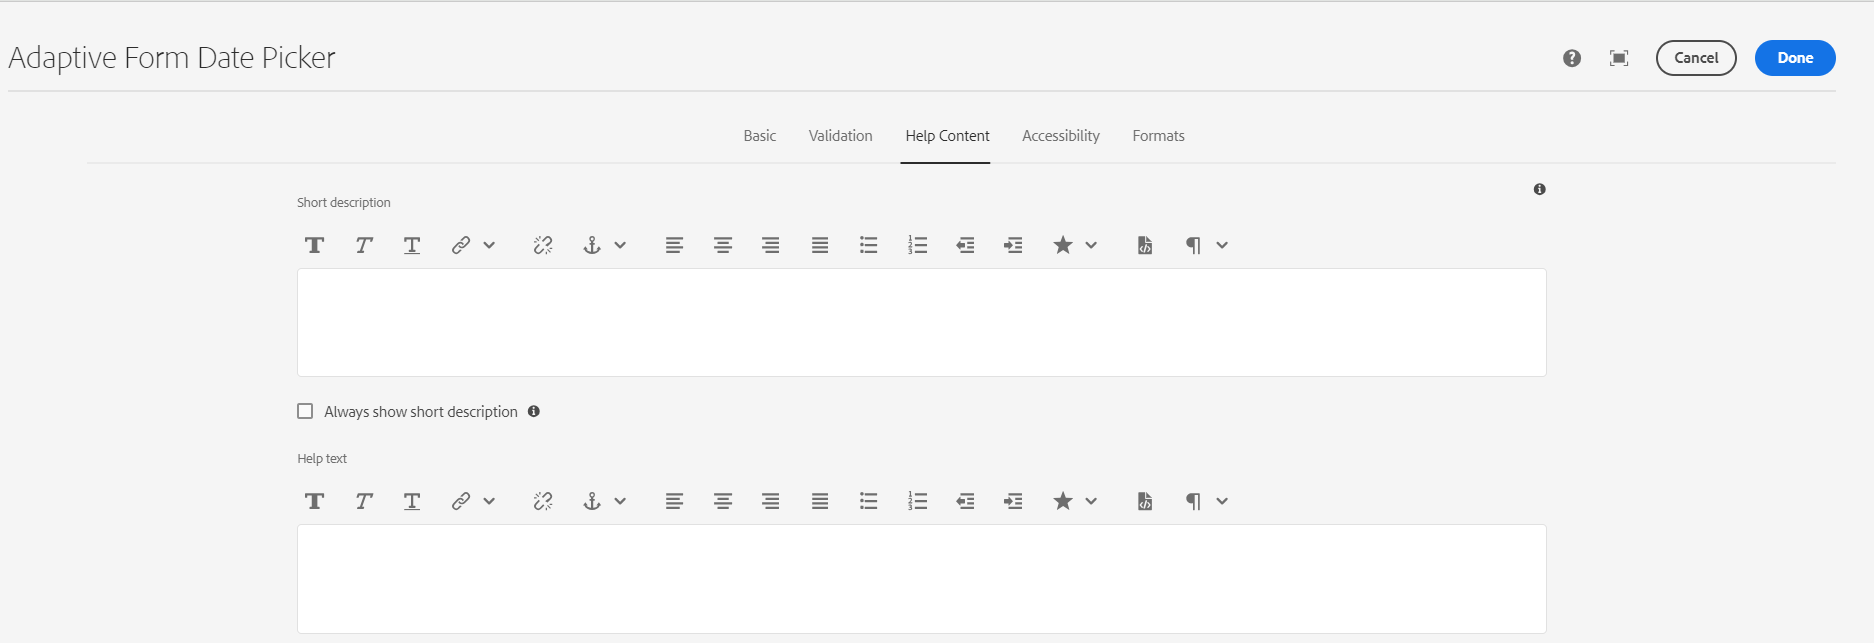 Adaptive Form Date Picker
Cancel
Done
Basic
Validation
Help Content
Accessibility
Formats
Short description
Always show short description
Help text